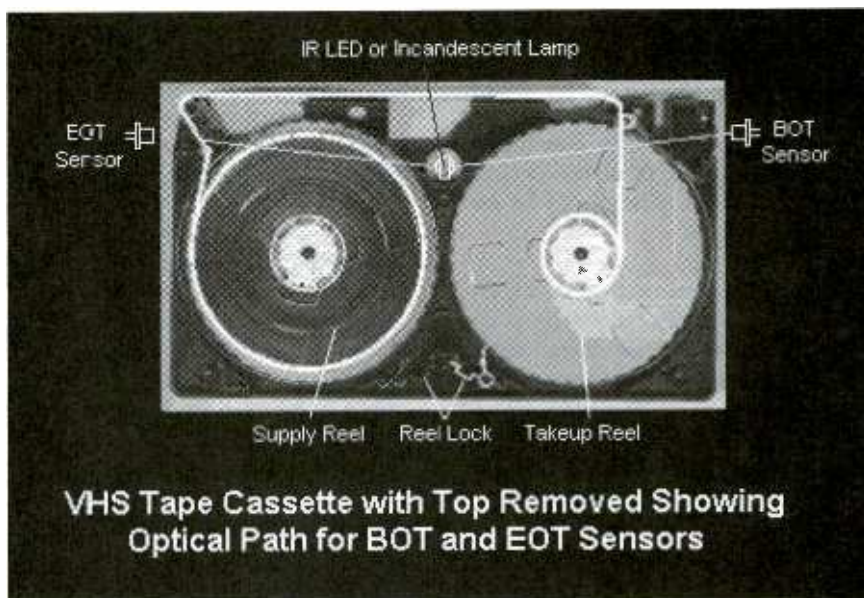 IR LED or Incandescent Lamp
EOT
Sensor
BOT
Sensor
Supply Reel
Reel Lock
Takeup Reel
VHS Tape Cassette with Top Removed Showing
Optical Path for BOT and EOT Sensors